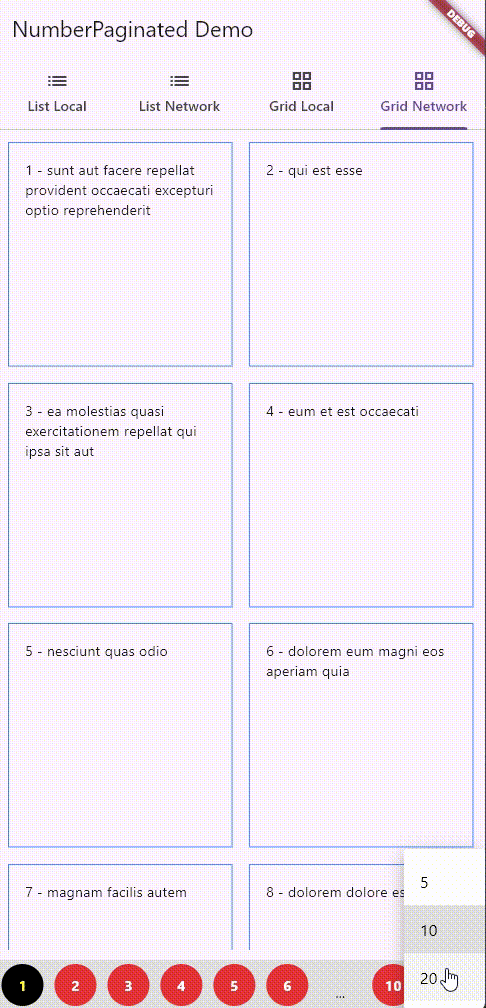 NumberPaginated Demo
DEBUG
List Local
List Network
Grid Local
Grid Network
1 - sunt aut facere repellat
provident occaecati excepturi
optio reprehenderit
2 - qui est esse
3 - ea molestias quasi
exercitationem repellat qui
ipsa sit aut
4 - eum et est occaecati
5 - nesciunt quas odio
6 - dolorem eum magni eos
aperiam quia
7 - magnam facilis autem
8 - dolorem dolore es
5
10
20
1
2
3
4
5
6
...
10